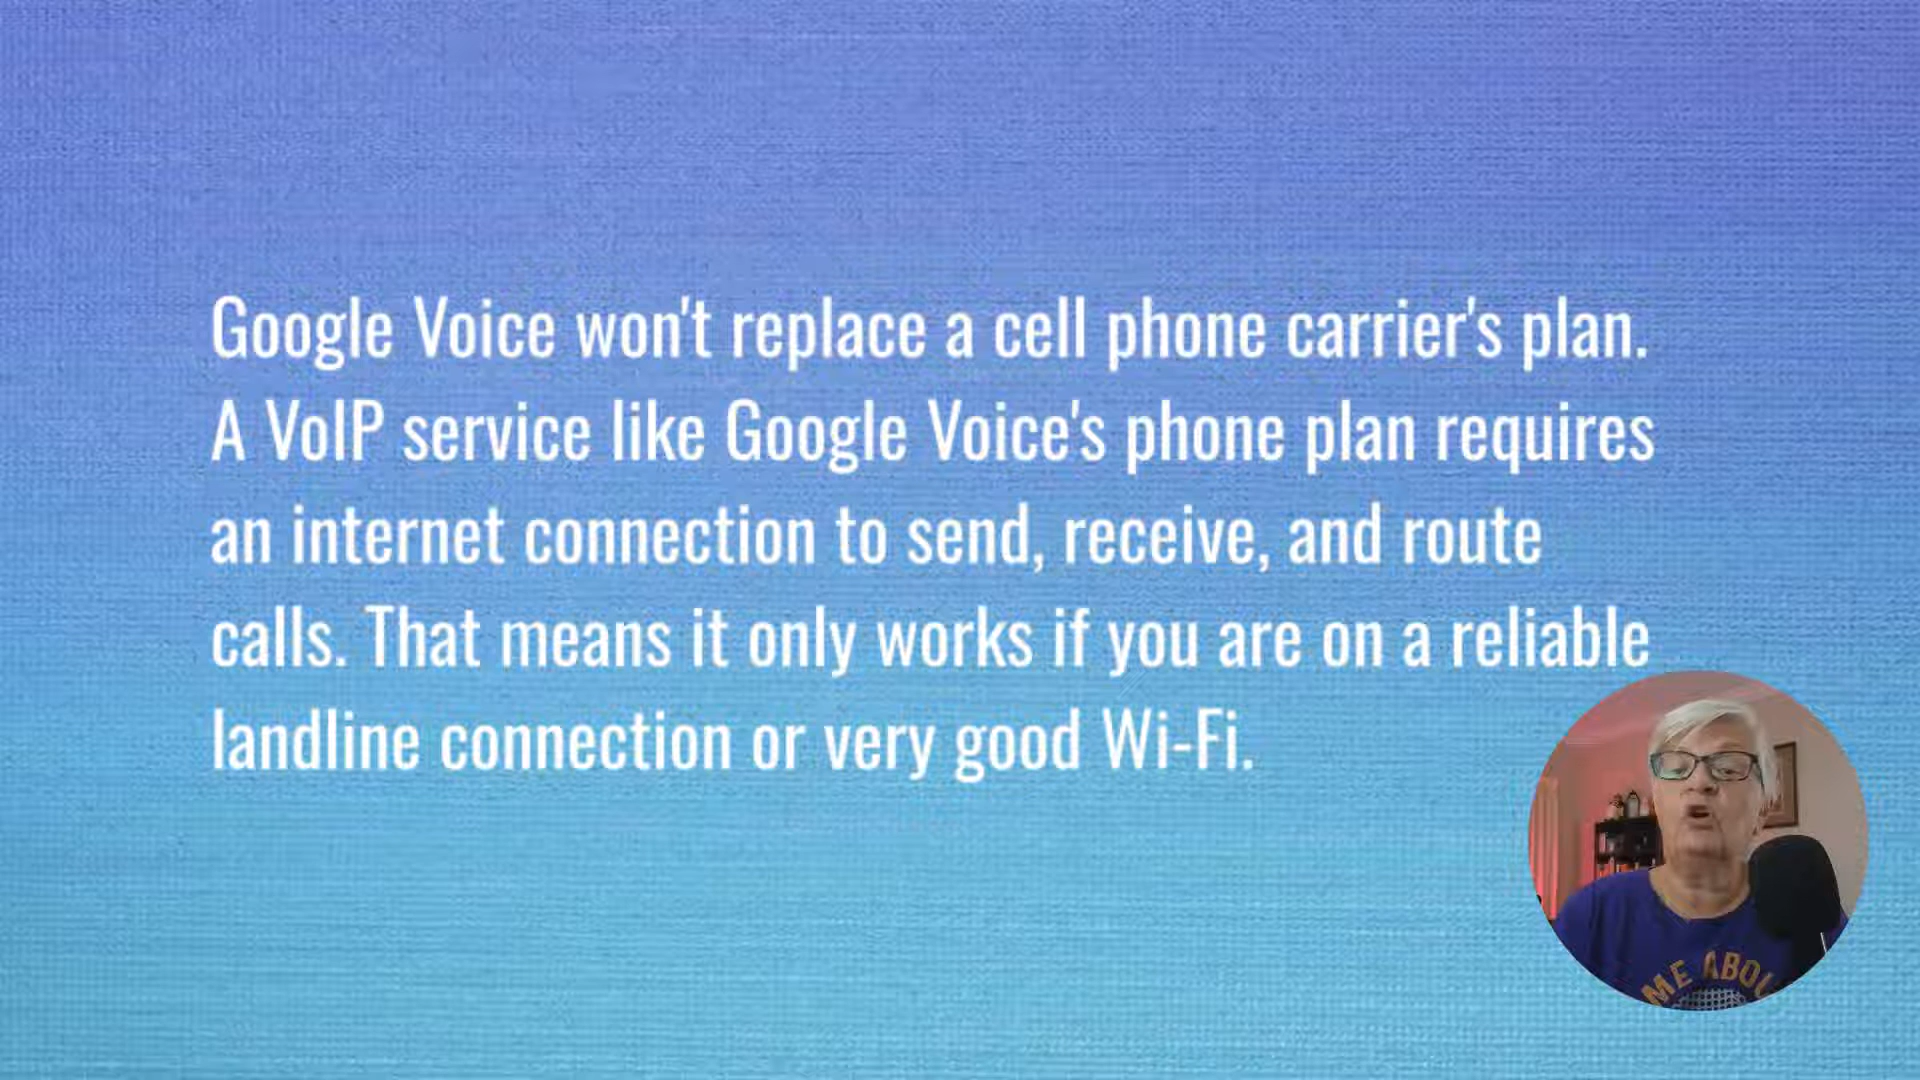 Google Voice won't replace a cell phone carrier's plan.
A VoIP service like Google Voice's phone plan requires
an internet connection to send, receive, and route
calls. That means it only works if you are on a reliable
landline connection or very good Wi-Fi.
ME ABOU